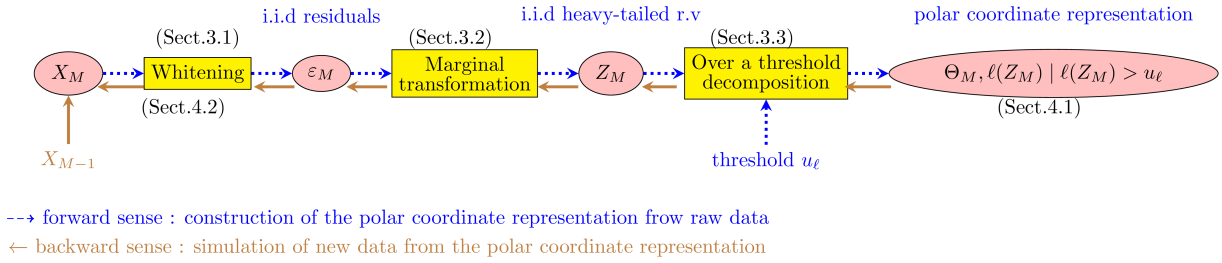 i.i.d residuals
i.i.d heavy-tailed r.v
polar coordinate representation
(Sect.3.1)
(Sect.3.2)
(Sect.3.3)
X_M
Whitening
ε_M
Marginal
transformation
Z_M
Over a threshold
decomposition
Θ_M, ℓ(Z_M) | ℓ(Z_M) > u_ℓ
(Sect.4.2)
(Sect.4.1)
X_{M−1}
threshold u_ℓ
⇢ forward sense : construction of the polar coordinate representation frow raw data
← backward sense : simulation of new data from the polar coordinate representation